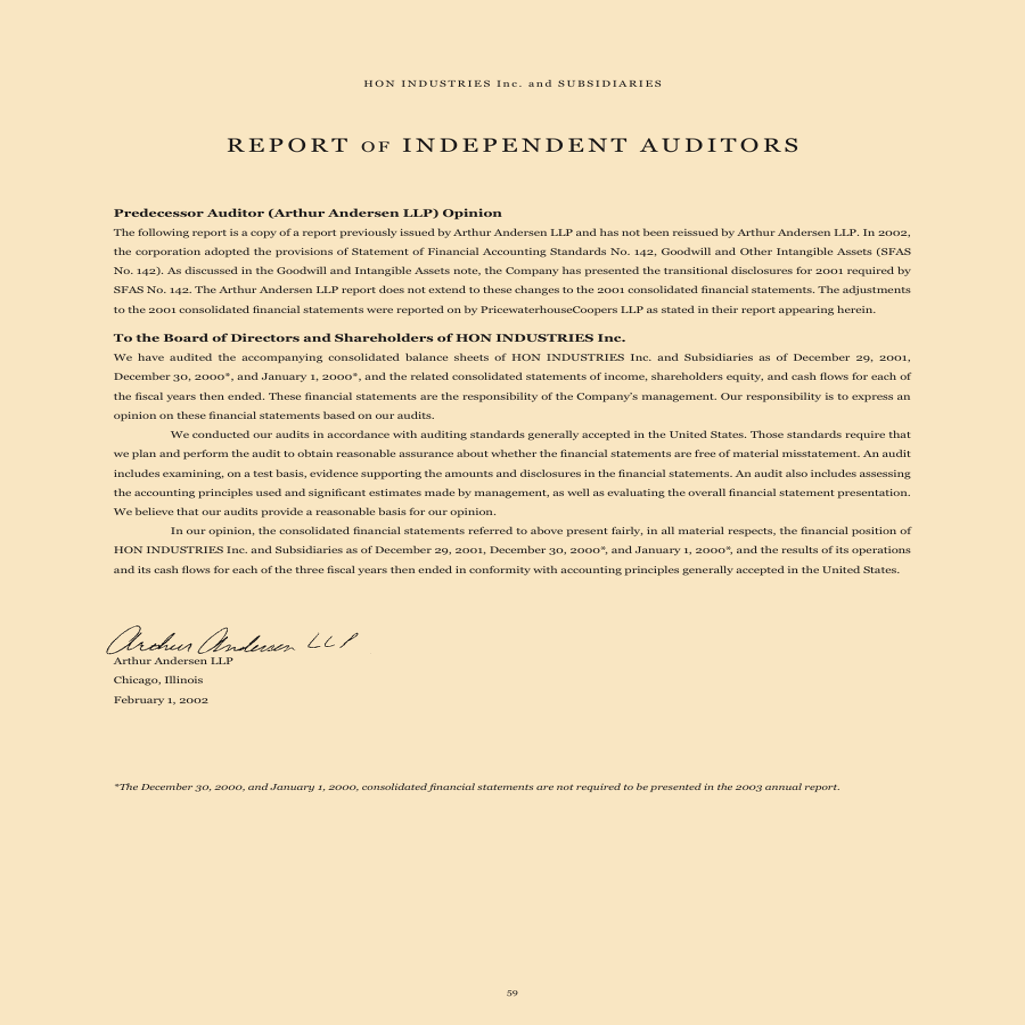 HON INDUSTRIES Inc. and SUBSIDIARIES
REPORT OF INDEPENDENT AUDITORS
Predecessor Auditor (Arthur Andersen LLP) Opinion
The following report is a copy of a report previously issued by Arthur Andersen LLP and has not been reissued by Arthur Andersen LLP. In 2002,
the corporation adopted the provisions of Statement of Financial Accounting Standards No. 142, Goodwill and Other Intangible Assets (SFAS
No. 142). As discussed in the Goodwill and Intangible Assets note, the Company has presented the transitional disclosures for 2001 required by
SFAS No. 142. The Arthur Andersen LLP report does not extend to these changes to the 2001 consolidated financial statements. The adjustments
to the 2001 consolidated financial statements were reported on by PricewaterhouseCoopers LLP as stated in their report appearing herein.
To the Board of Directors and Shareholders of HON INDUSTRIES Inc.
We have audited the accompanying consolidated balance sheets of HON INDUSTRIES Inc. and Subsidiaries as of December 29, 2001,
December 30, 2000*, and January 1, 2000*, and the related consolidated statements of income, shareholders equity, and cash flows for each of
the fiscal years then ended. These financial statements are the responsibility of the Company's management. Our responsibility is to express an
opinion on these financial statements based on our audits.
We conducted our audits in accordance with auditing standards generally accepted in the United States. Those standards require that
we plan and perform the audit to obtain reasonable assurance about whether the financial statements are free of material misstatement. An audit
includes examining, on a test basis, evidence supporting the amounts and disclosures in the financial statements. An audit also includes assessing
the accounting principles used and significant estimates made by management, as well as evaluating the overall financial statement presentation.
We believe that our audits provide a reasonable basis for our opinion.
In our opinion, the consolidated financial statements referred to above present fairly, in all material respects, the financial position of
HON INDUSTRIES Inc. and Subsidiaries as of December 29, 2001, December 30, 2000*, and January 1, 2000*, and the results of its operations
and its cash flows for each of the three fiscal years then ended in conformity with accounting principles generally accepted in the United States.
Arthur Andersen LLP
Arthur Andersen LLP
Chicago, Illinois
February 1, 2002
*The December 30, 2000, and January 1, 2000, consolidated financial statements are not required to be presented in the 2003 annual report.
59